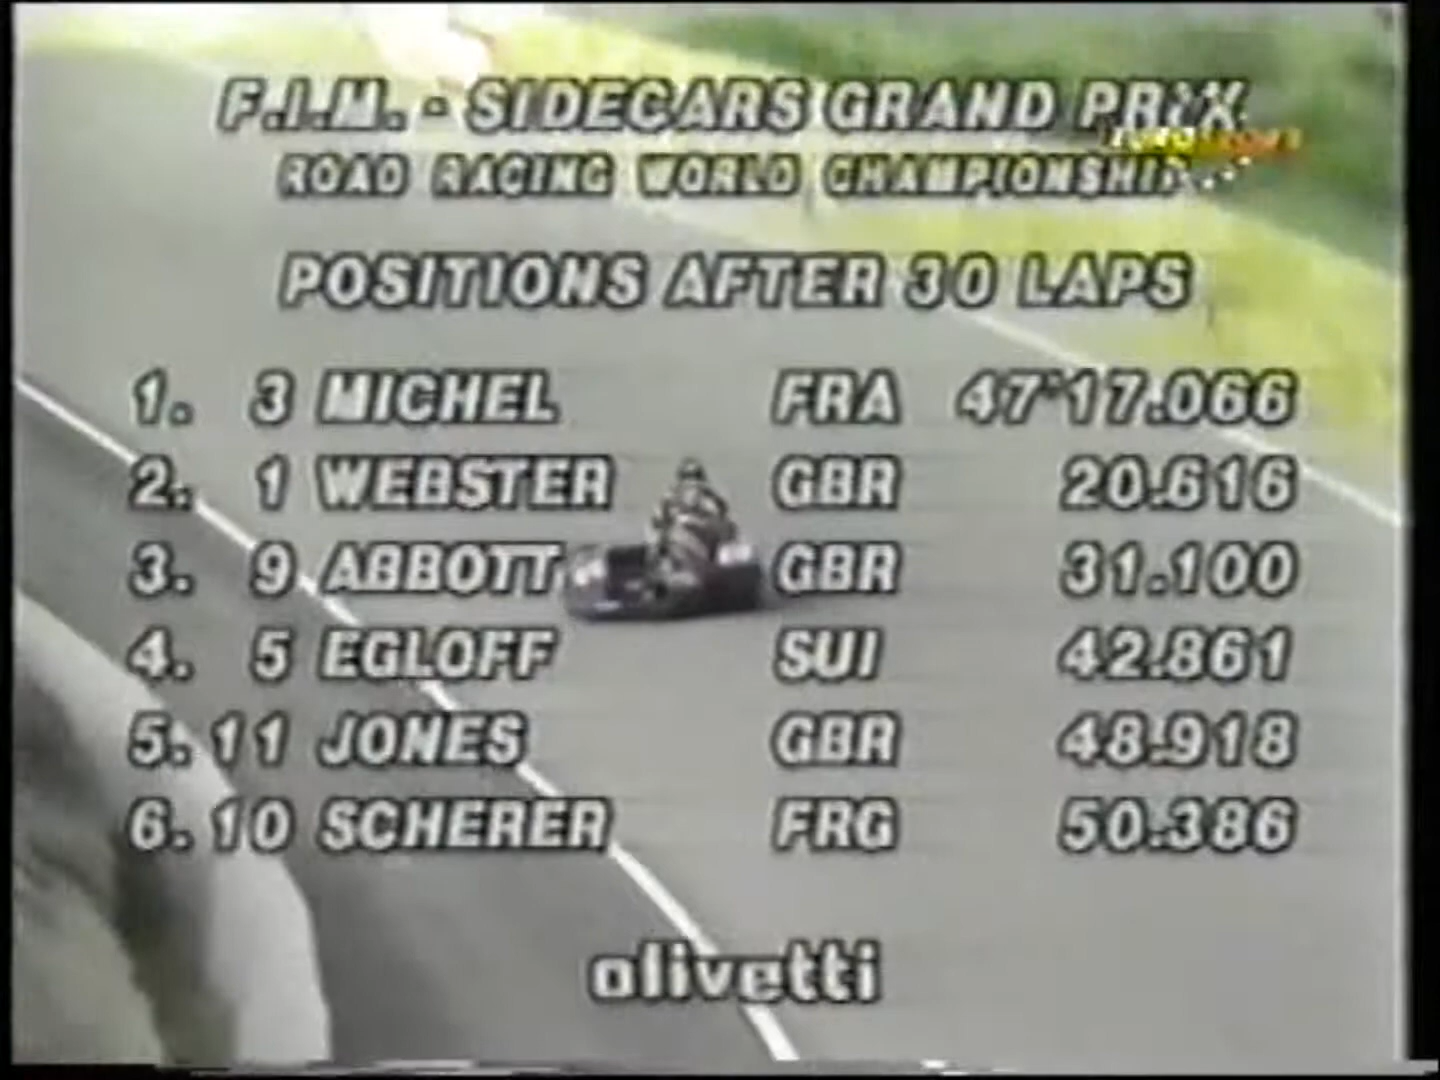 F.I.M. - SIDECARS GRAND PRIX
EUROSPORT
ROAD RACING WORLD CHAMPIONSHIP
POSITIONS AFTER 30 LAPS
1. 3 MICHEL FRA 47'17.066
2. 1 WEBSTER GBR 20.616
3. 9 ABBOTT GBR 31.100
4. 5 EGLOFF SUI 42.861
5. 11 JONES GBR 48.918
6. 10 SCHERER FRG 50.386
olivetti